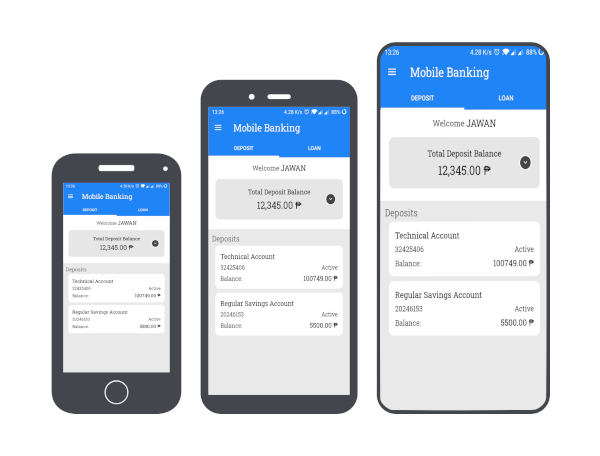 13:26 4.28 K/s 88%
Mobile Banking
DEPOSIT LOAN
Welcome JAWAN
Total Deposit Balance
12,345.00 ₱
Deposits
Technical Account
32425406 Active
Balance: 100749.00 ₱
Regular Savings Account
20246153 Active
Balance: 5500.00 ₱
13:26 4.28 K/s 88%
Mobile Banking
DEPOSIT LOAN
Welcome JAWAN
Total Deposit Balance
12,345.00 ₱
Deposits
Technical Account
32425406 Active
Balance: 100749.00 ₱
Regular Savings Account
20246153 Active
Balance: 5500.00 ₱
13:26 4.28 K/s 88%
Mobile Banking
DEPOSIT LOAN
Welcome JAWAN
Total Deposit Balance
12,345.00 ₱
Deposits
Technical Account
32425406 Active
Balance: 100749.00 ₱
Regular Savings Account
20246153 Active
Balance: 5500.00 ₱